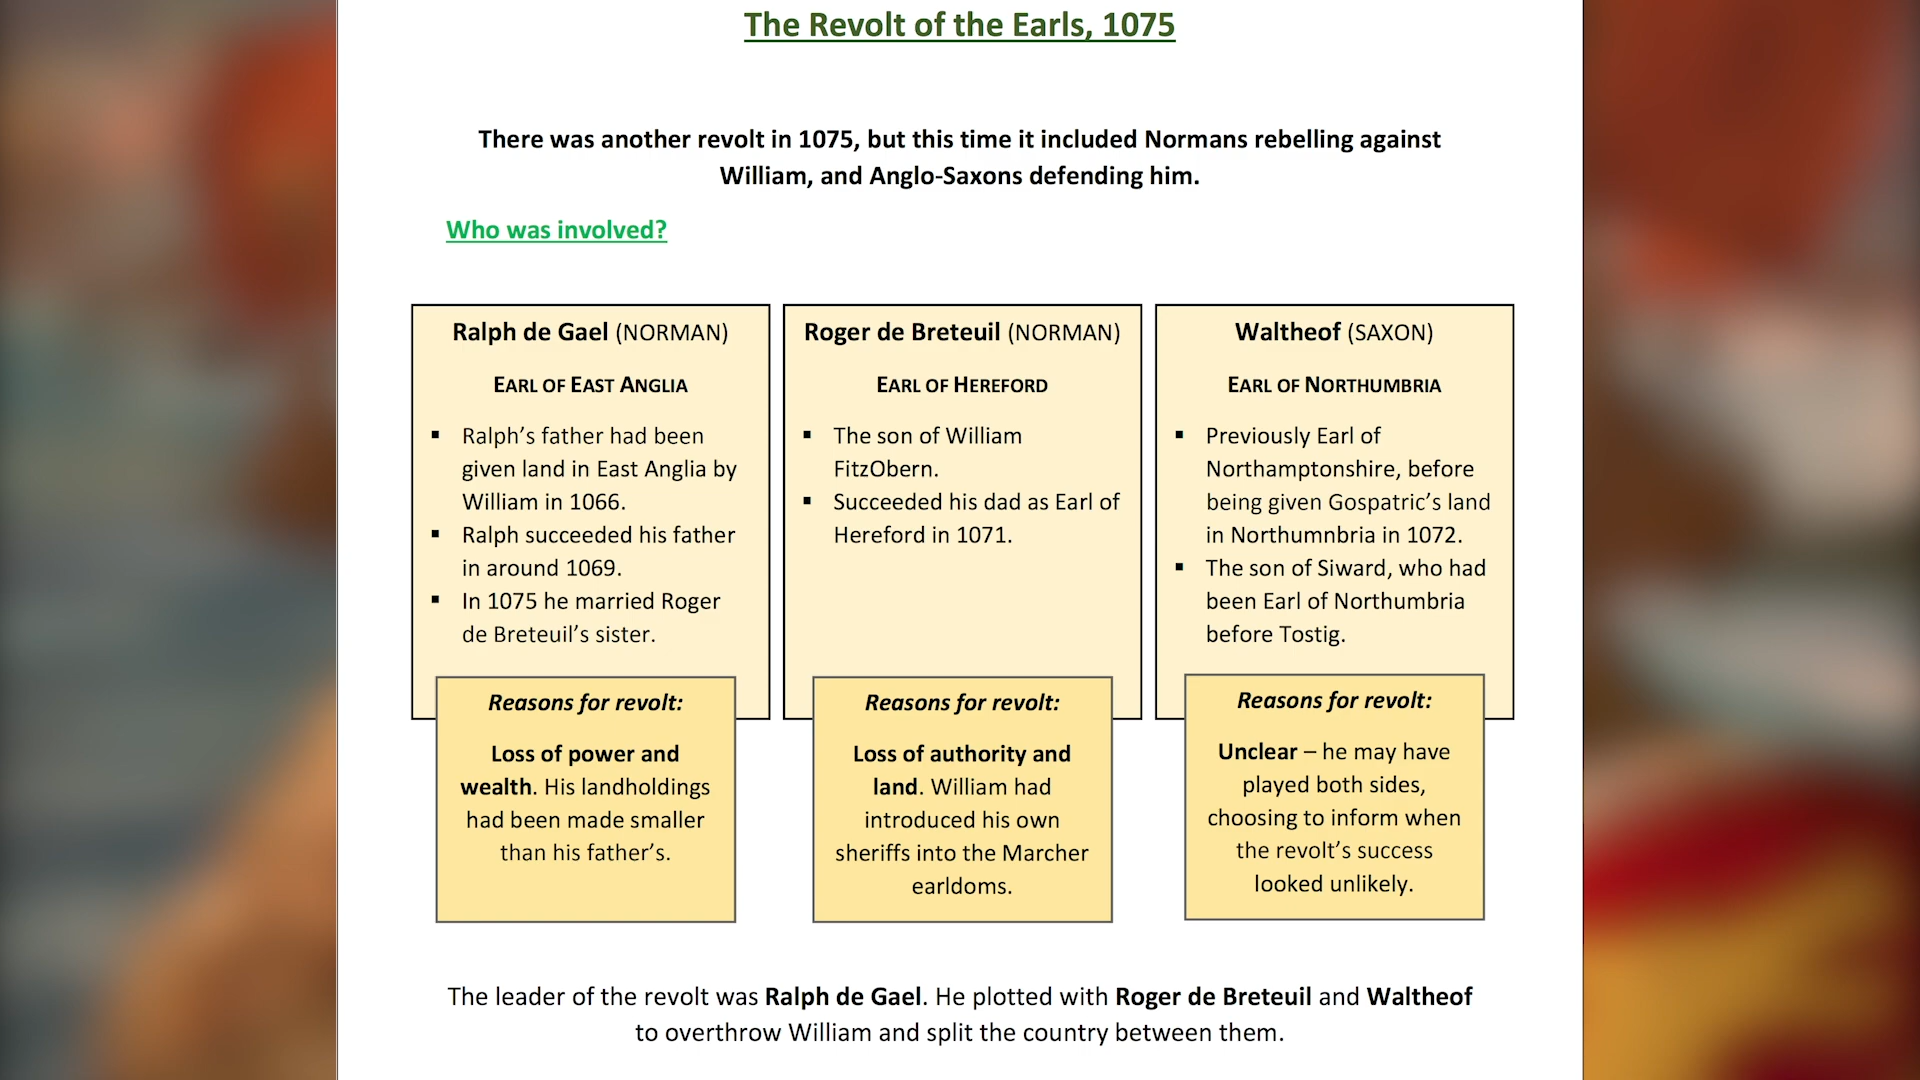 The Revolt of the Earls, 1075
There was another revolt in 1075, but this time it included Normans rebelling against
William, and Anglo-Saxons defending him.
Who was involved?
Ralph de Gael (NORMAN)
EARL OF EAST ANGLIA
▪ Ralph’s father had been
given land in East Anglia by
William in 1066.
▪ Ralph succeeded his father
in around 1069.
▪ In 1075 he married Roger
de Breteuil’s sister.
Reasons for revolt:
Loss of power and
wealth. His landholdings
had been made smaller
than his father’s.
Roger de Breteuil (NORMAN)
EARL OF HEREFORD
▪ The son of William
FitzObern.
▪ Succeeded his dad as Earl of
Hereford in 1071.
Reasons for revolt:
Loss of authority and
land. William had
introduced his own
sheriffs into the Marcher
earldoms.
Waltheof (SAXON)
EARL OF NORTHUMBRIA
▪ Previously Earl of
Northamptonshire, before
being given Gospatric’s land
in Northumnbria in 1072.
▪ The son of Siward, who had
been Earl of Northumbria
before Tostig.
Reasons for revolt:
Unclear – he may have
played both sides,
choosing to inform when
the revolt’s success
looked unlikely.
The leader of the revolt was Ralph de Gael. He plotted with Roger de Breteuil and Waltheof
to overthrow William and split the country between them.